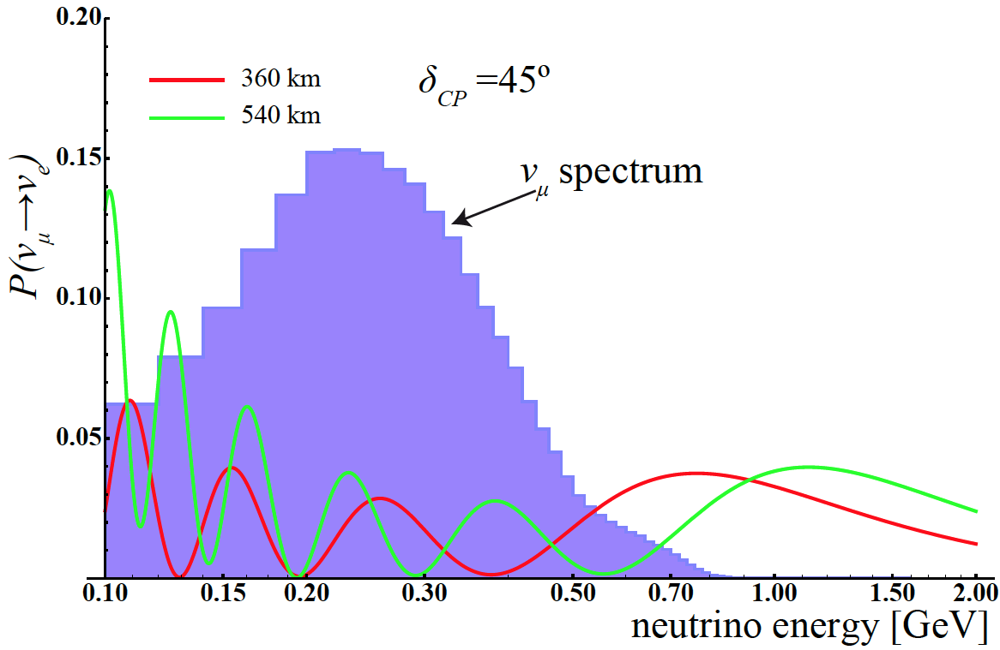 0.20
360 km
540 km
δCP =45º
0.15
νμ spectrum
P(νμ→νe)
0.10
0.05
0.10 0.15 0.20 0.30 0.50 0.70 1.00 1.50 2.00
neutrino energy [GeV]